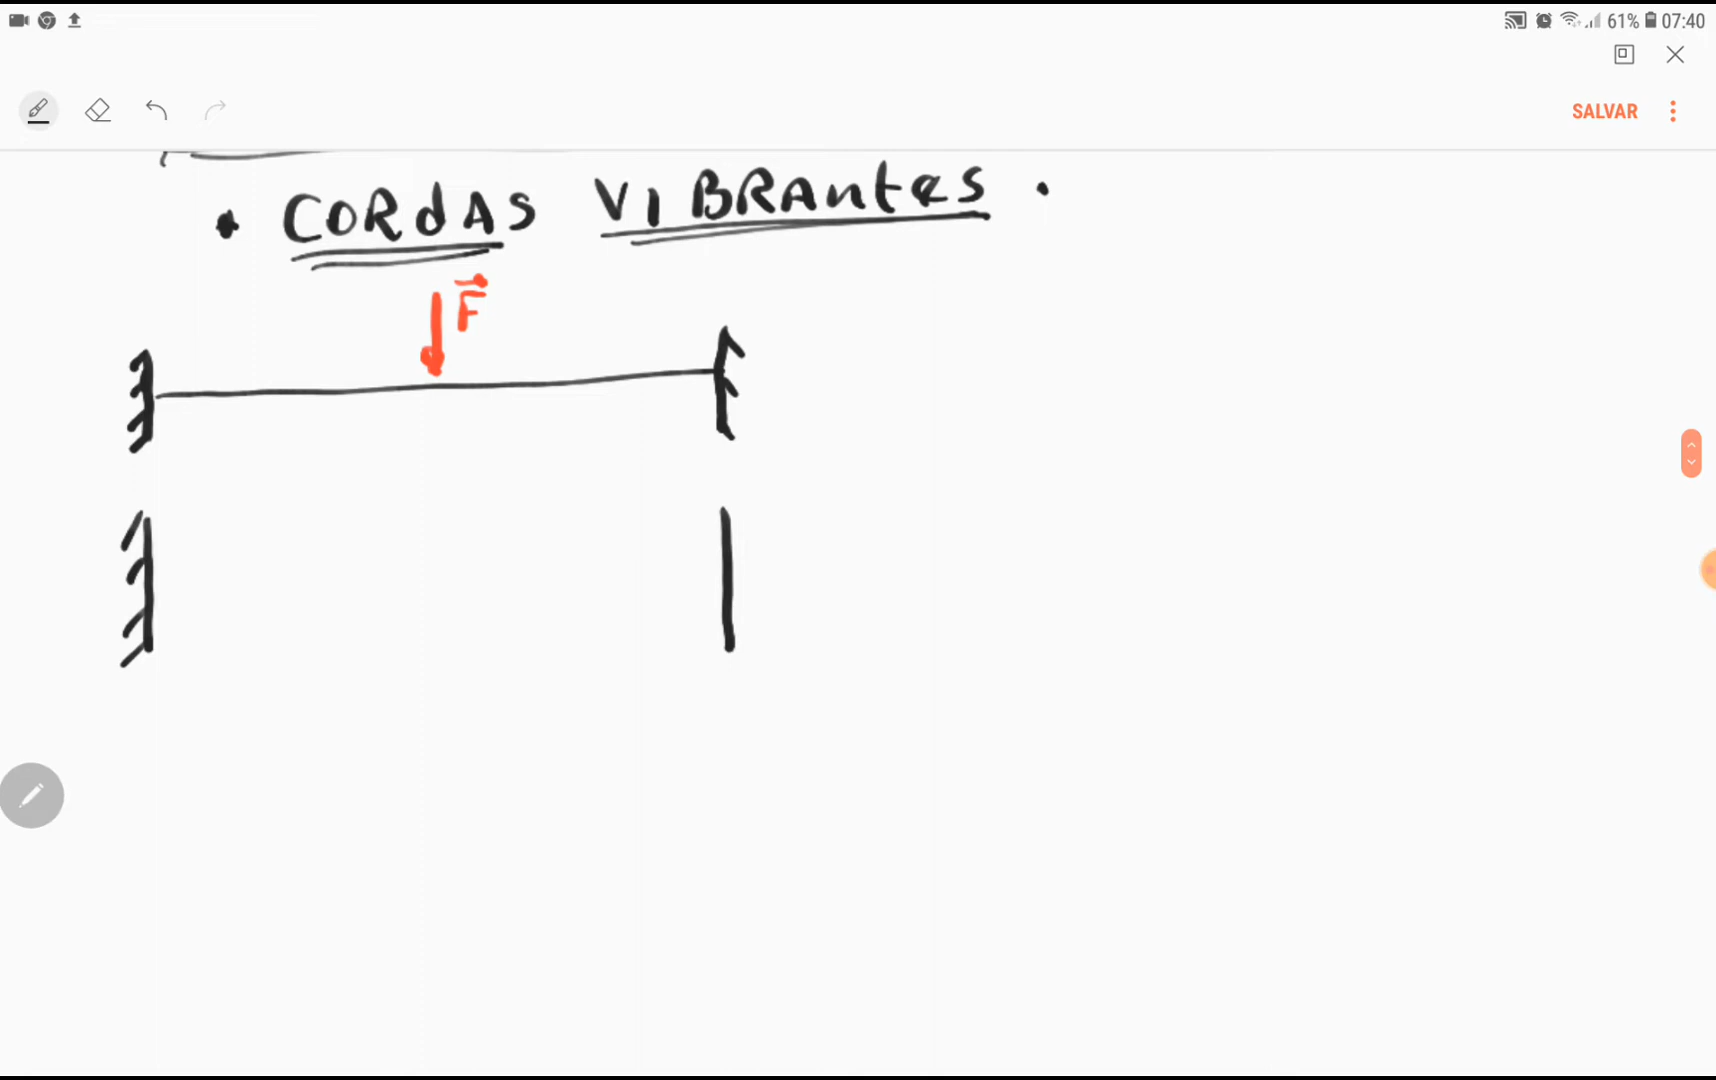 61% 07:40
SALVAR
• CORdAS VIBRAntes •
F